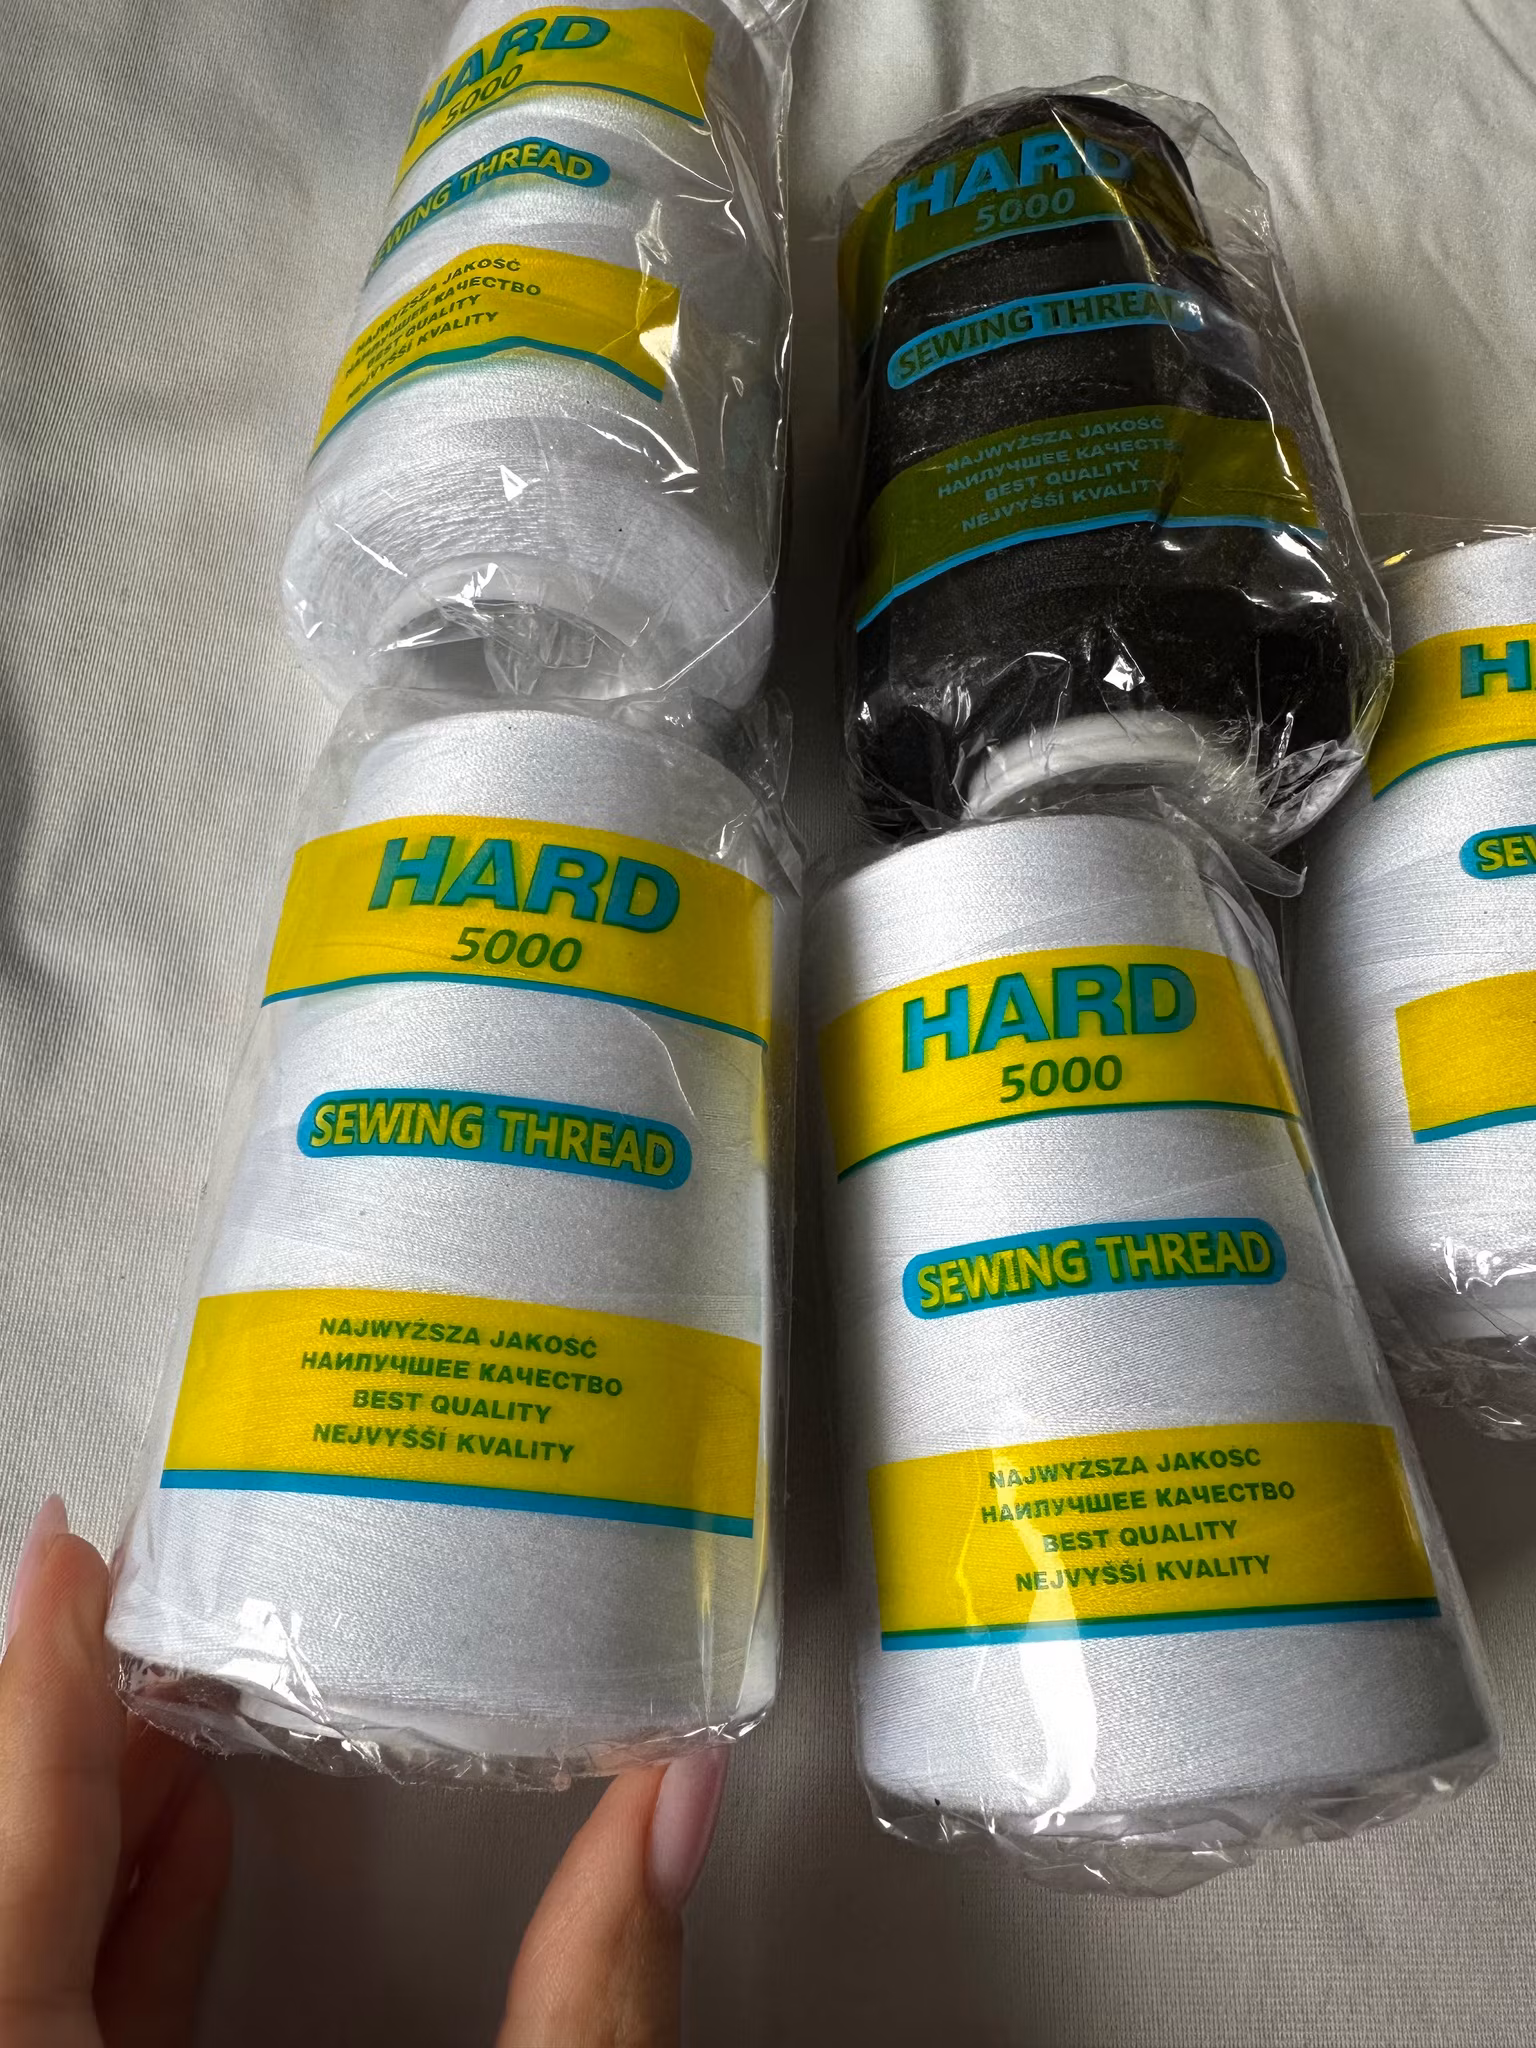 HARD
5000
SEWING THREAD
NAJWYŻSZA JAKOŚĆ
НАИЛУЧШЕЕ КАЧЕСТВО
BEST QUALITY
NEJVYŠŠÍ KVALITY
HARD
5000
SEWING THREAD
NAJWYŻSZA JAKOŚĆ
НАИЛУЧШЕЕ КАЧЕСТВО
BEST QUALITY
NEJVYŠŠÍ KVALITY
HARD
5000
SEWING THREAD
NAJWYŻSZA JAKOŚĆ
НАИЛУЧШЕЕ КАЧЕСТВО
BEST QUALITY
NEJVYŠŠÍ KVALITY
HARD
5000
SEWING THREAD
NAJWYŻSZA JAKOŚĆ
НАИЛУЧШЕЕ КАЧЕСТВО
BEST QUALITY
NEJVYŠŠÍ KVALITY